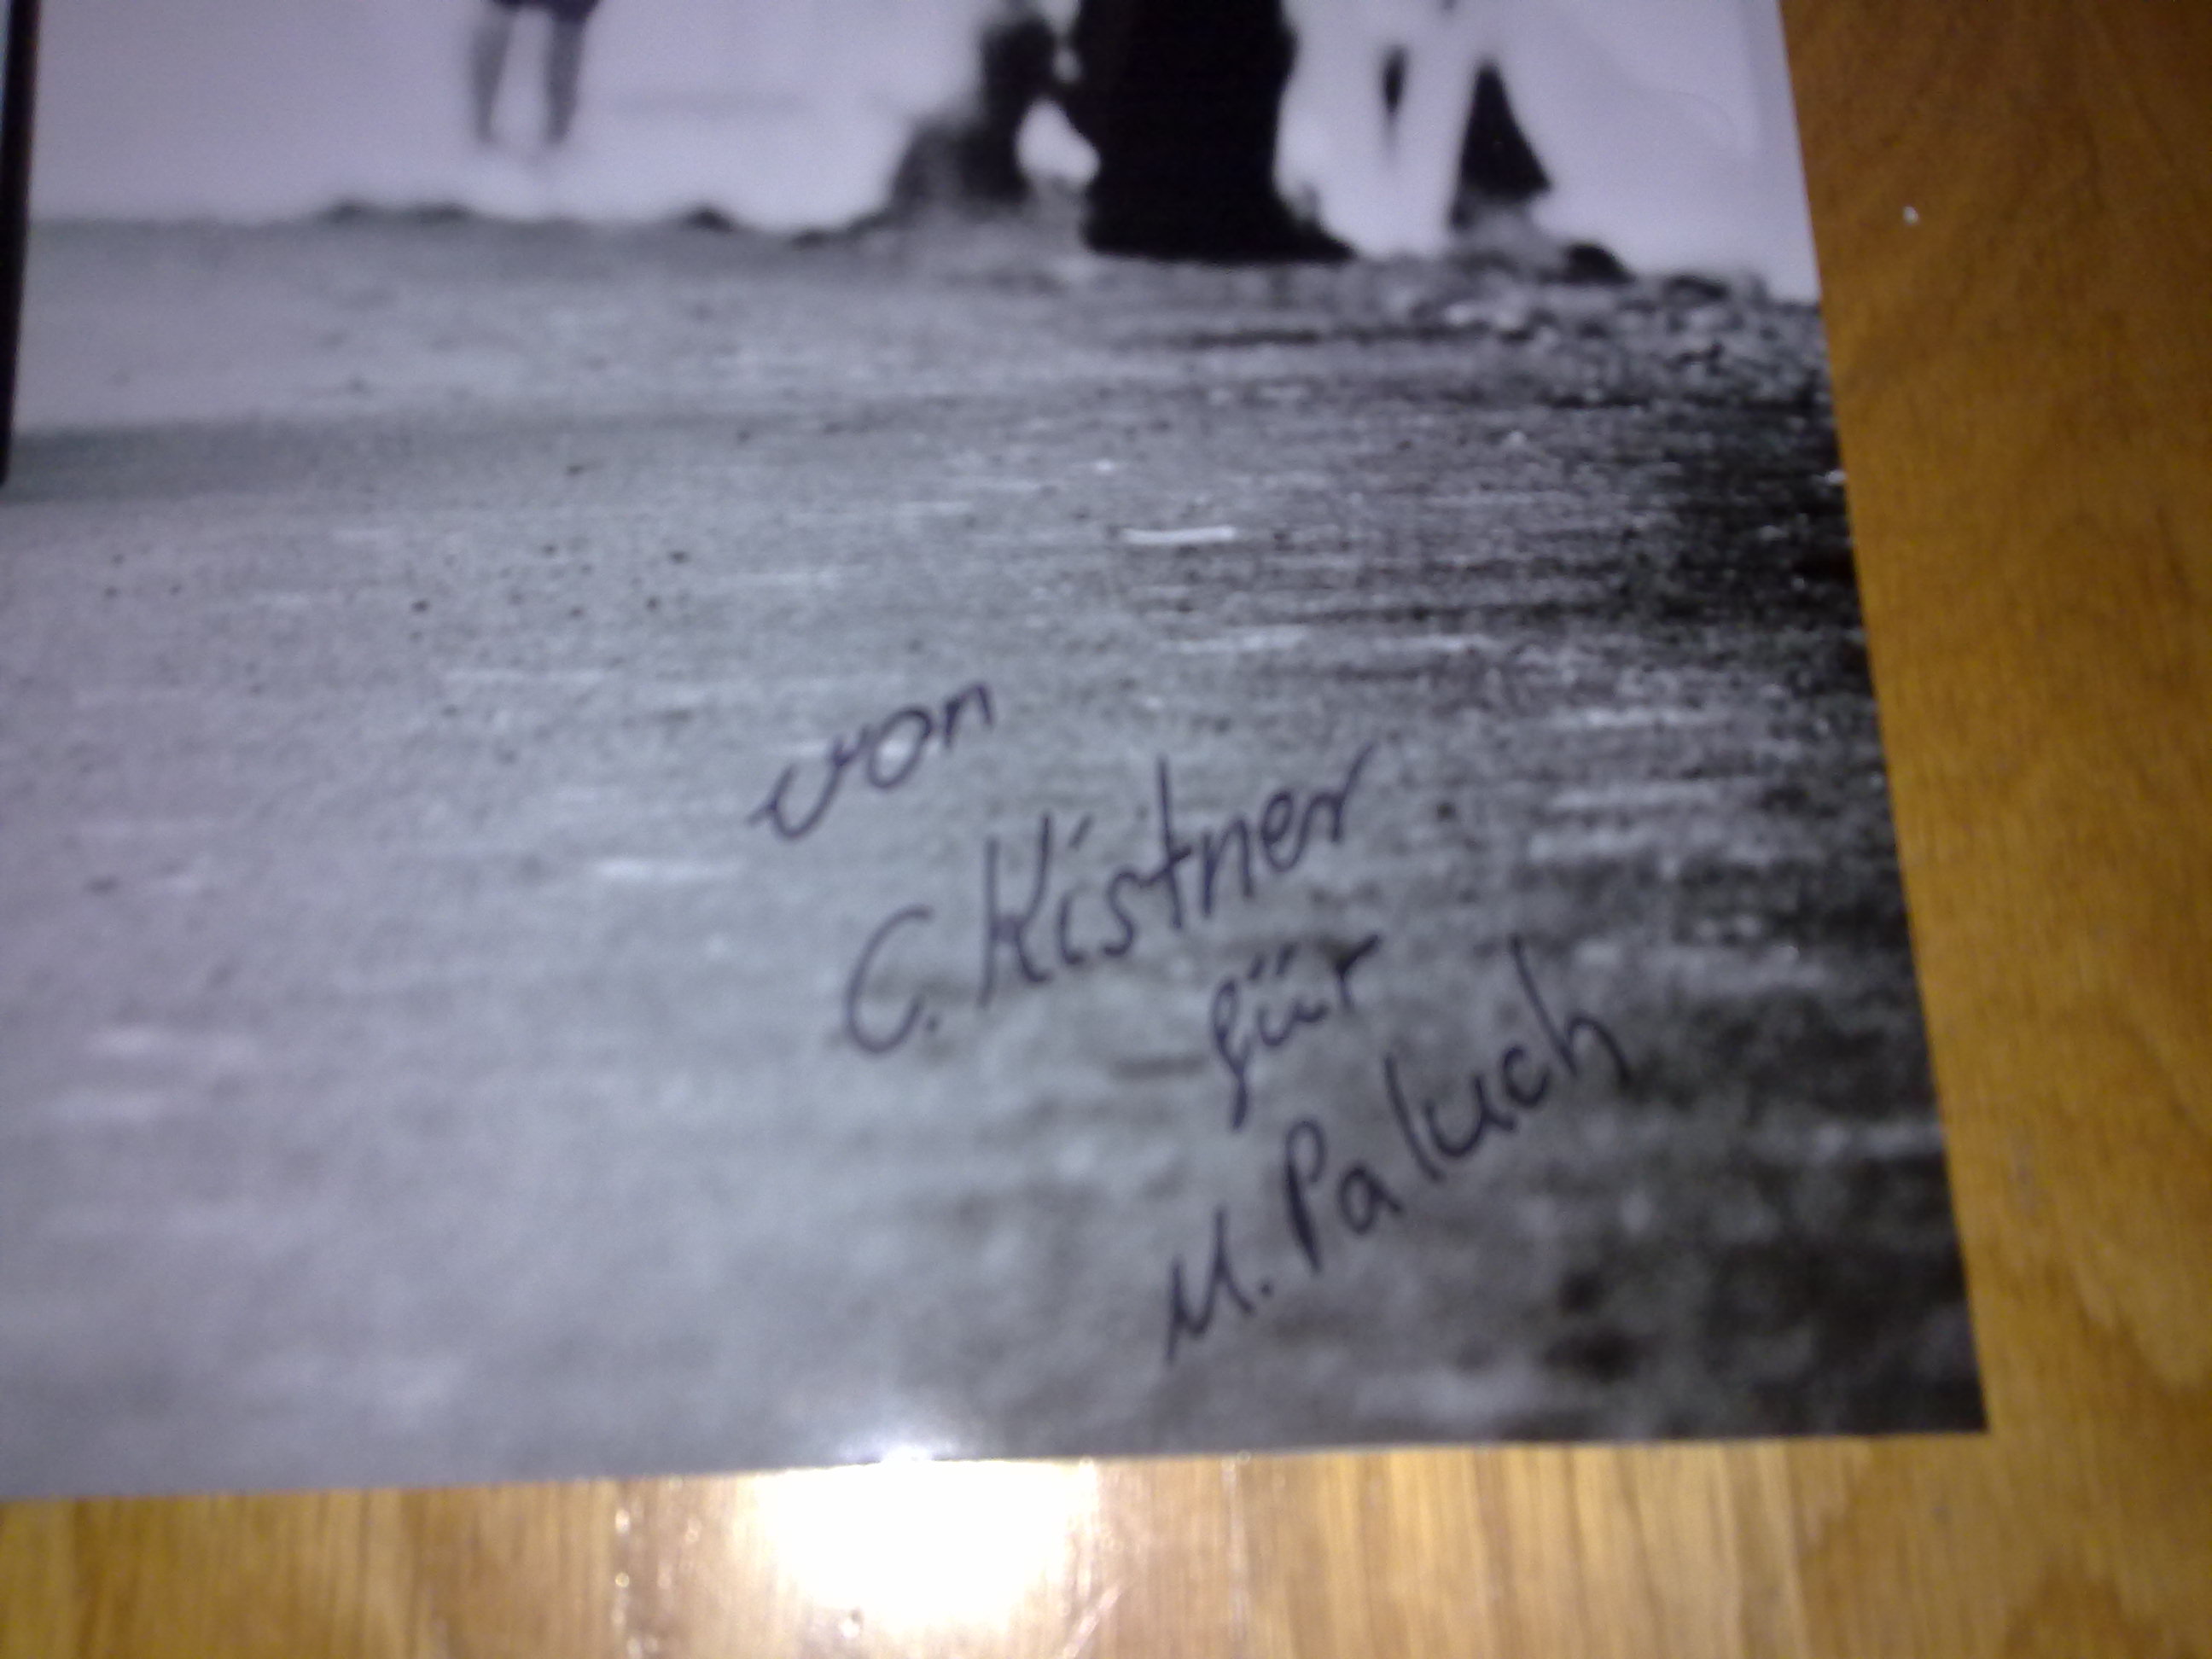 von
C. Kistner
für
M. Paluch